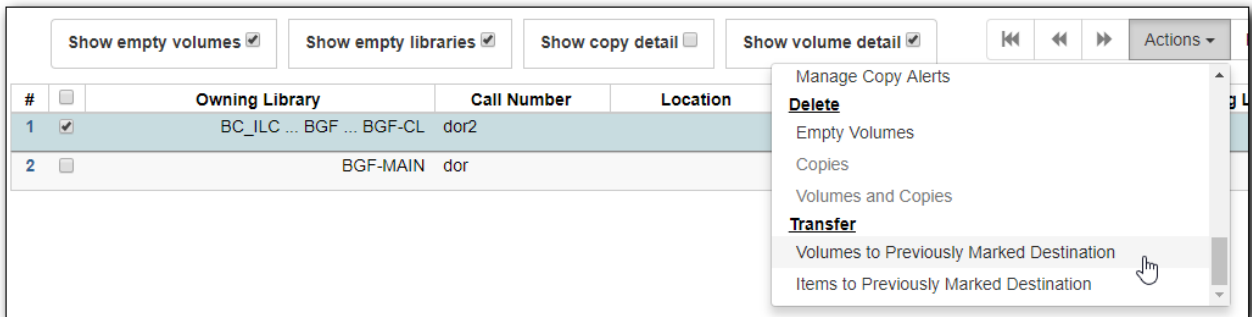 Show empty volumes
Show empty libraries
Show copy detail
Show volume detail
Actions
# Owning Library Call Number Location
1 BC_ILC ... BGF ... BGF-CL dor2
2 BGF-MAIN dor
Manage Copy Alerts
Delete
Empty Volumes
Copies
Volumes and Copies
Transfer
Volumes to Previously Marked Destination
Items to Previously Marked Destination